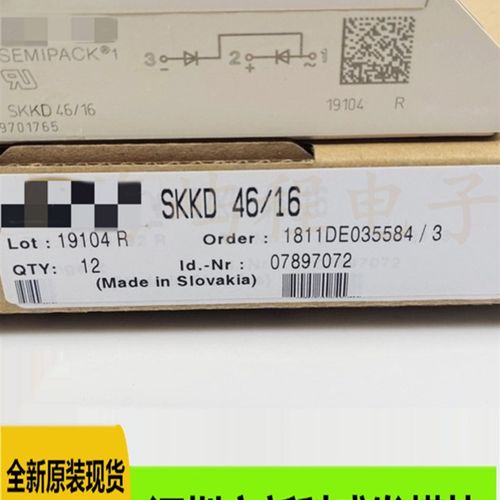 SEMIPACK® 1
3 2 + ~ 1
SKKD 46/16
19104 R
9701765
SKKD 46/16
Lot : 19104 R Order : 1811DE035584 / 3
QTY: 12 Id.-Nr : 07897072
(Made in Slovakia)
全新原装现货